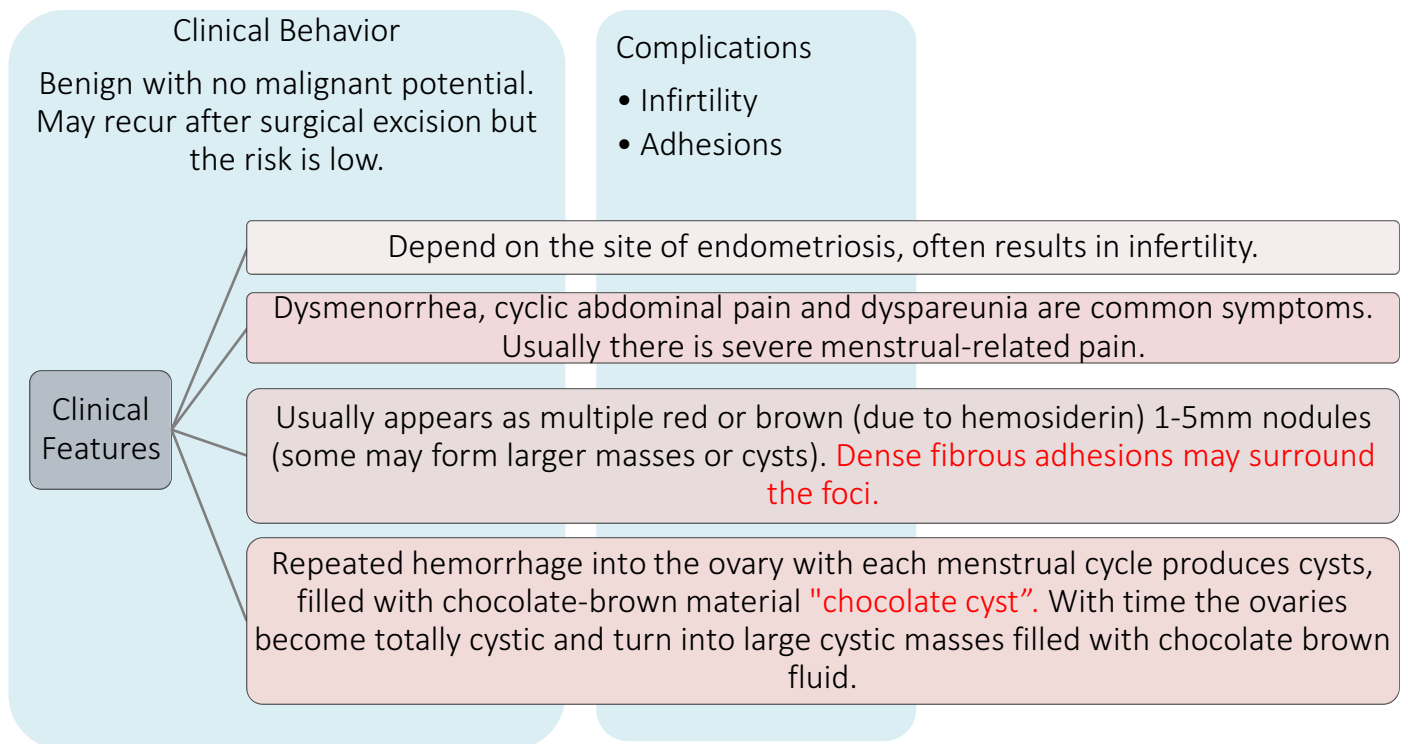 Clinical Behavior
Benign with no malignant potential.
May recur after surgical excision but
the risk is low.
Complications
• Infirtility
• Adhesions
Clinical
Features
Depend on the site of endometriosis, often results in infertility.
Dysmenorrhea, cyclic abdominal pain and dyspareunia are common symptoms.
Usually there is severe menstrual-related pain.
Usually appears as multiple red or brown (due to hemosiderin) 1-5mm nodules
(some may form larger masses or cysts). Dense fibrous adhesions may surround
the foci.
Repeated hemorrhage into the ovary with each menstrual cycle produces cysts,
filled with chocolate-brown material "chocolate cyst”. With time the ovaries
become totally cystic and turn into large cystic masses filled with chocolate brown
fluid.